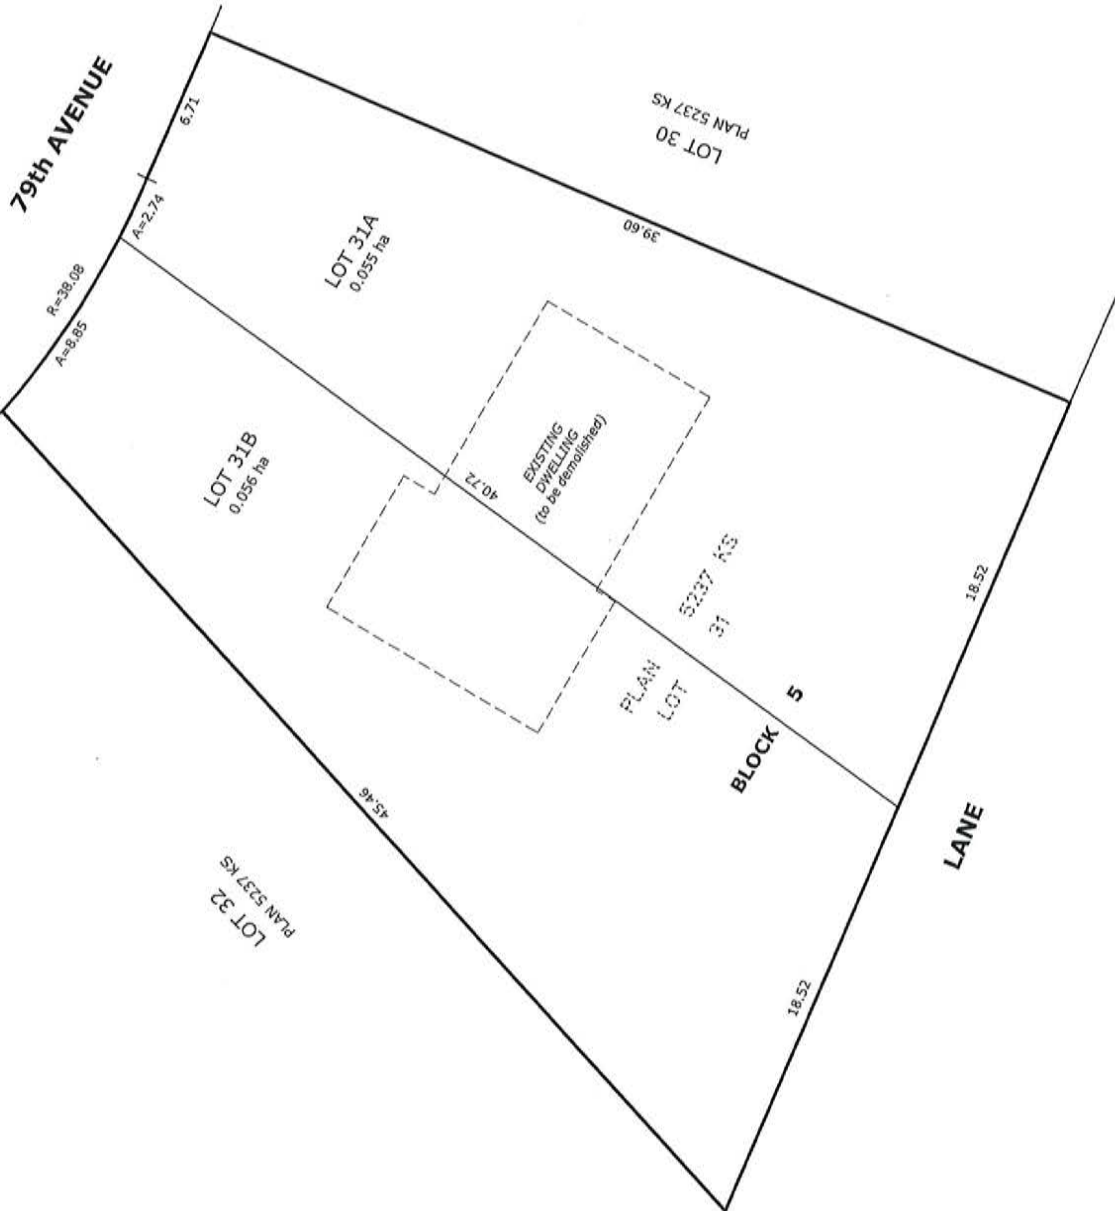 79th AVENUE
6.71
A=2.74
R=38.08
A=8.85
LOT 30
PLAN 5237 KS
39.60
LOT 31A
0.055 ha
LOT 31B
0.056 ha
40.72
EXISTING
DWELLING
(to be demolished)
PLAN 5237 KS
LOT 31
BLOCK 5
18.52
18.52
LANE
45.46
LOT 32
PLAN 5237 KS